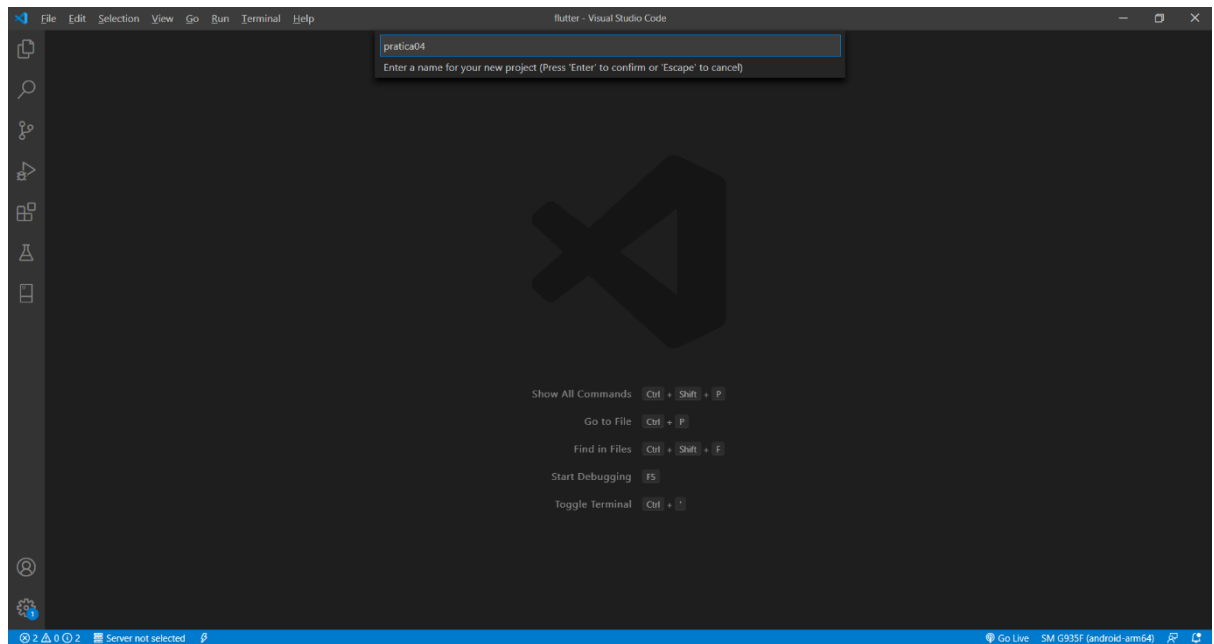 File Edit Selection View Go Run Terminal Help flutter - Visual Studio Code
pratica04
Enter a name for your new project (Press 'Enter' to confirm or 'Escape' to cancel)
Show All Commands Ctrl + Shift + P
Go to File Ctrl + P
Find in Files Ctrl + Shift + F
Start Debugging F5
Toggle Terminal Ctrl + '
1
2 0 2 Server not selected Go Live SM G935F (android-arm64)